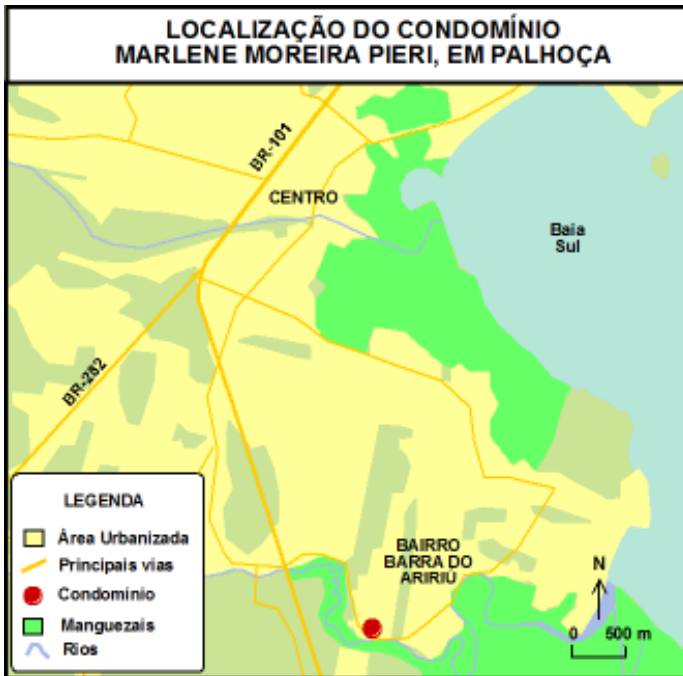 LOCALIZAÇÃO DO CONDOMÍNIO
MARLENE MOREIRA PIERI, EM PALHOÇA
BR-101
CENTRO
Baia
Sul
BR-282
LEGENDA
Área Urbanizada
Principais vias
Condomínio
Manguezais
Rios
BAIRRO
BARRA DO
ARIRIÚ
N
0 500 m